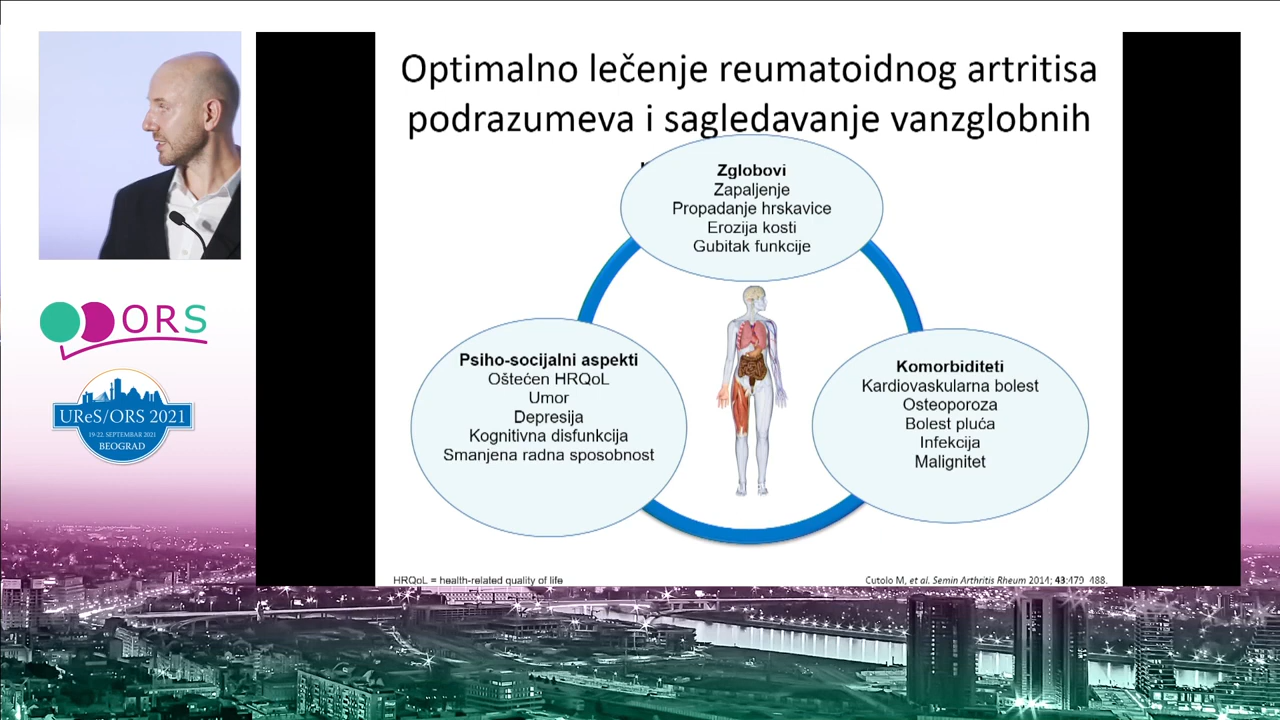 Optimalno lečenje reumatoidnog artritisa
podrazumeva i sagledavanje vanzglobnih
Zglobovi
Zapaljenje
Propadanje hrskavice
Erozija kosti
Gubitak funkcije
Psiho-socijalni aspekti
Oštećen HRQoL
Umor
Depresija
Kognitivna disfunkcija
Smanjena radna sposobnost
Komorbiditeti
Kardiovaskularna bolest
Osteoporoza
Bolest pluća
Infekcija
Malignitet
HRQoL = health-related quality of life
Cutolo M, et al. Semin Arthritis Rheum 2014; 43:479–488.
ORS
UReS/ORS 2021
19-22. SEPTEMBAR 2021
BEOGRAD